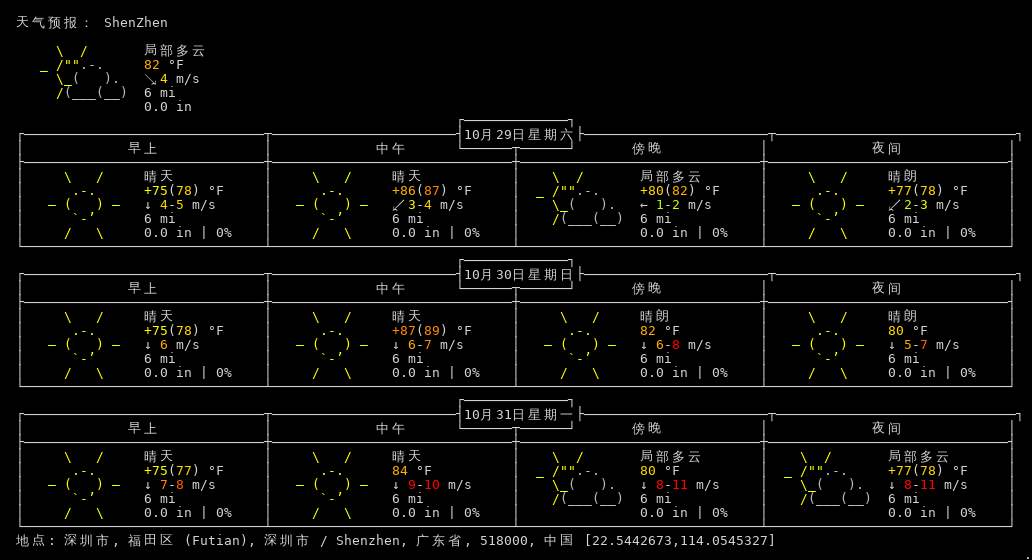 天气预报： ShenZhen
局部多云
82 °F
↘ 4 m/s
6 mi
0.0 in
10月29日星期六
早上 中午 傍晚 夜间
晴天 晴天 局部多云 晴朗
+75(78) °F +86(87) °F +80(82) °F +77(78) °F
↓ 4-5 m/s ↙ 3-4 m/s ← 1-2 m/s ↙ 2-3 m/s
6 mi 6 mi 6 mi 6 mi
0.0 in | 0% 0.0 in | 0% 0.0 in | 0% 0.0 in | 0%
10月30日星期日
早上 中午 傍晚 夜间
晴天 晴天 晴朗 晴朗
+75(78) °F +87(89) °F 82 °F 80 °F
↓ 6 m/s ↓ 6-7 m/s ↓ 6-8 m/s ↓ 5-7 m/s
6 mi 6 mi 6 mi 6 mi
0.0 in | 0% 0.0 in | 0% 0.0 in | 0% 0.0 in | 0%
10月31日星期一
早上 中午 傍晚 夜间
晴天 晴天 局部多云 局部多云
+75(77) °F 84 °F 80 °F +77(78) °F
↓ 7-8 m/s ↓ 9-10 m/s ↓ 8-11 m/s ↓ 8-11 m/s
6 mi 6 mi 6 mi 6 mi
0.0 in | 0% 0.0 in | 0% 0.0 in | 0% 0.0 in | 0%
地点: 深圳市, 福田区 (Futian), 深圳市 / Shenzhen, 广东省, 518000, 中国 [22.5442673,114.0545327]